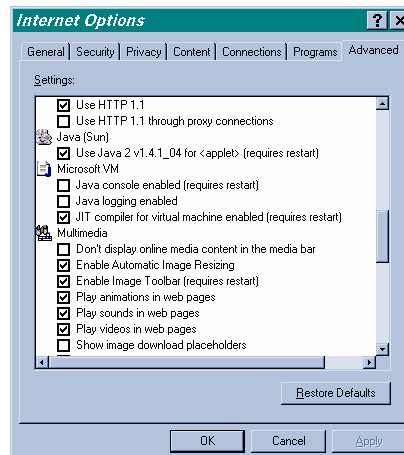 Internet Options
General Security Privacy Content Connections Programs Advanced
Settings:
Use HTTP 1.1
Use HTTP 1.1 through proxy connections
Java (Sun)
Use Java 2 v1.4.1_04 for <applet> (requires restart)
Microsoft VM
Java console enabled (requires restart)
Java logging enabled
JIT compiler for virtual machine enabled (requires restart)
Multimedia
Don't display online media content in the media bar
Enable Automatic Image Resizing
Enable Image Toolbar (requires restart)
Play animations in web pages
Play sounds in web pages
Play videos in web pages
Show image download placeholders
Restore Defaults
OK Cancel Apply